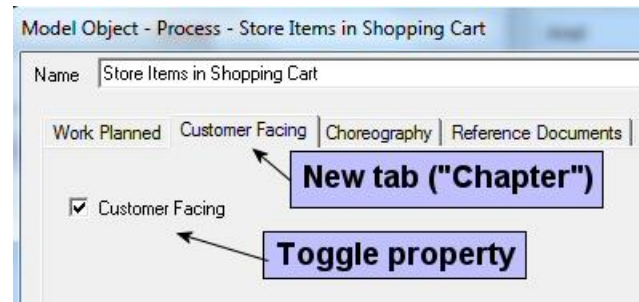 Model Object - Process - Store Items in Shopping Cart
Name Store Items in Shopping Cart
Work Planned Customer Facing Choreography Reference Documents
New tab ("Chapter")
Customer Facing
Toggle property